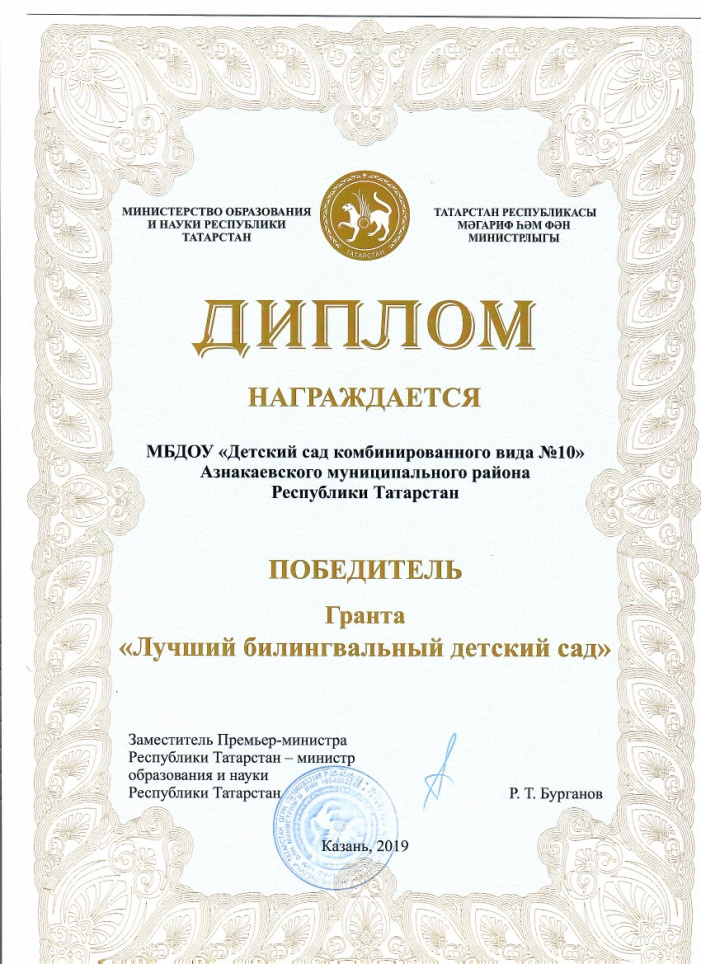 МИНИСТЕРСТВО ОБРАЗОВАНИЯ
И НАУКИ РЕСПУБЛИКИ
ТАТАРСТАН
ТАТАРСТАН
ТАТАРСТАН РЕСПУБЛИКАСЫ
МӘГАРИФ ҺӘМ ФӘН
МИНИСТРЛЫГЫ
ДИПЛОМ
НАГРАЖДАЕТСЯ
МБДОУ «Детский сад комбинированного вида №10»
Азнакаевского муниципального района
Республики Татарстан
ПОБЕДИТЕЛЬ
Гранта
«Лучший билингвальный детский сад»
Заместитель Премьер-министра
Республики Татарстан – министр
образования и науки
Республики Татарстан
Р. Т. Бурганов
Казань, 2019